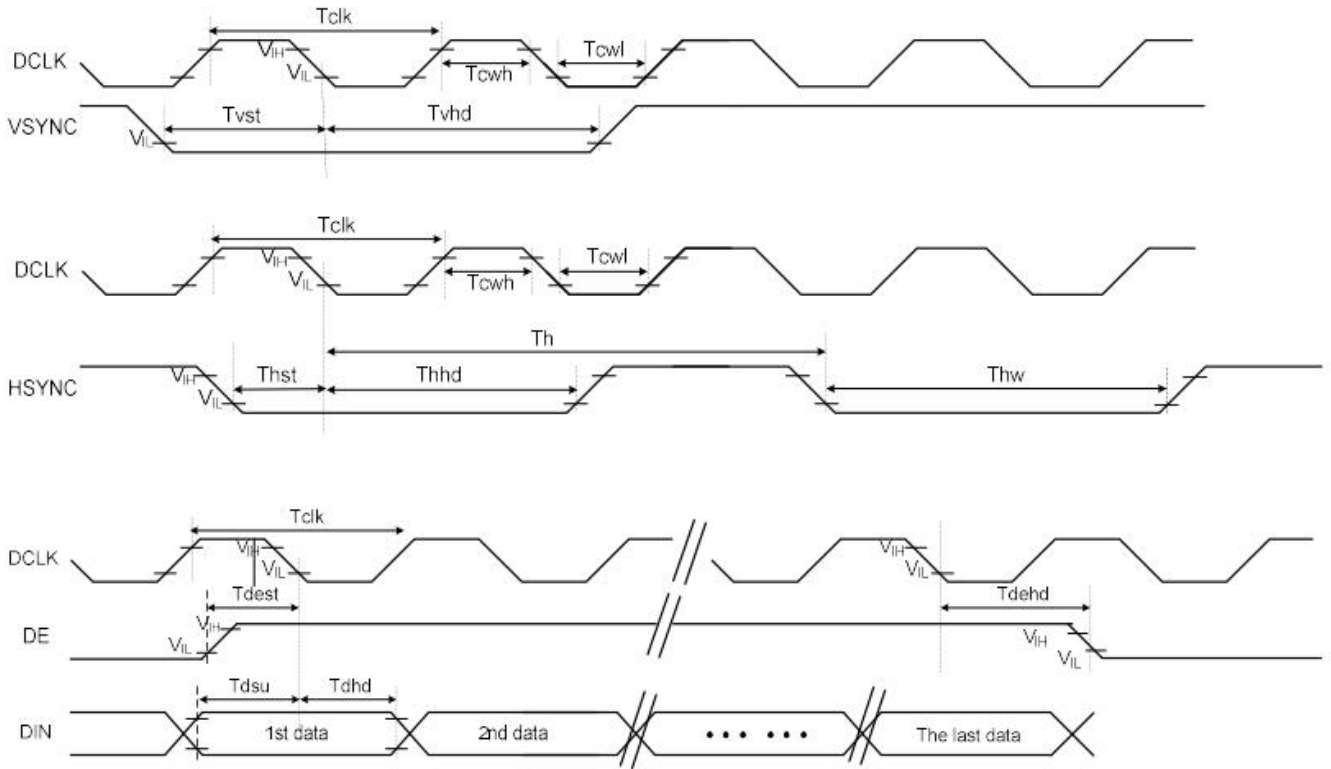 Tclk
DCLK VIH VIL Tcwh Tcwl
VSYNC VIL Tvst Tvhd
Tclk
DCLK VIH VIL Tcwh Tcwl
Th
HSYNC VIH VIL Thst Thhd Thw
Tclk
DCLK VIH VIL VIH VIL
Tdest Tdehd
DE VIL VIH VIH VIL
Tdsu Tdhd
DIN 1st data 2nd data •••• ••• The last data